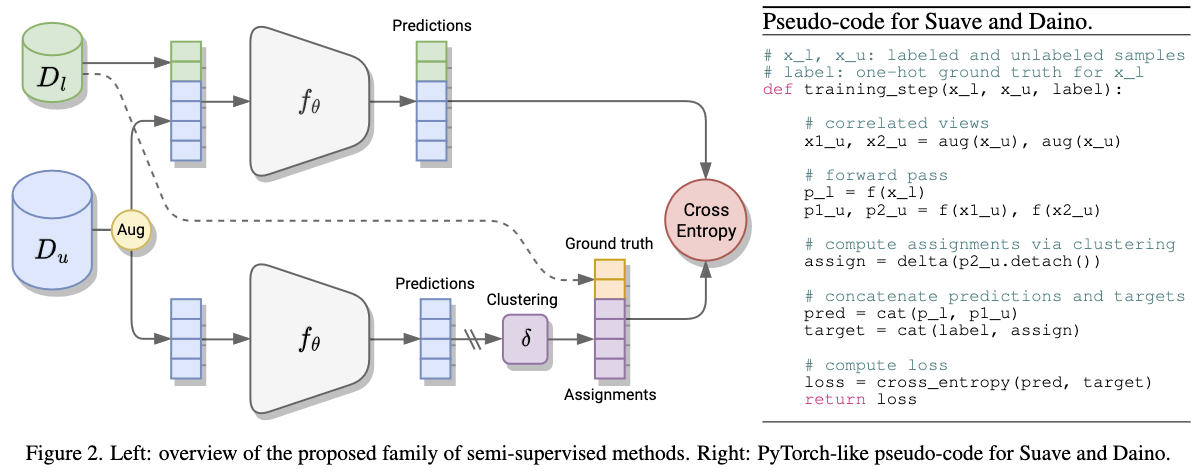 Predictions
D_l
f_θ
Aug
D_u
Cross
Entropy
Ground truth
Predictions
Clustering
f_θ
δ
Assignments
Pseudo-code for Suave and Daino.
# x_l, x_u: labeled and unlabeled samples
# label: one-hot ground truth for x_l
def training_step(x_l, x_u, label):
# correlated views
x1_u, x2_u = aug(x_u), aug(x_u)
# forward pass
p_l = f(x_l)
p1_u, p2_u = f(x1_u), f(x2_u)
# compute assignments via clustering
assign = delta(p2_u.detach())
# concatenate predictions and targets
pred = cat(p_l, p1_u)
target = cat(label, assign)
# compute loss
loss = cross_entropy(pred, target)
return loss
Figure 2. Left: overview of the proposed family of semi-supervised methods. Right: PyTorch-like pseudo-code for Suave and Daino.